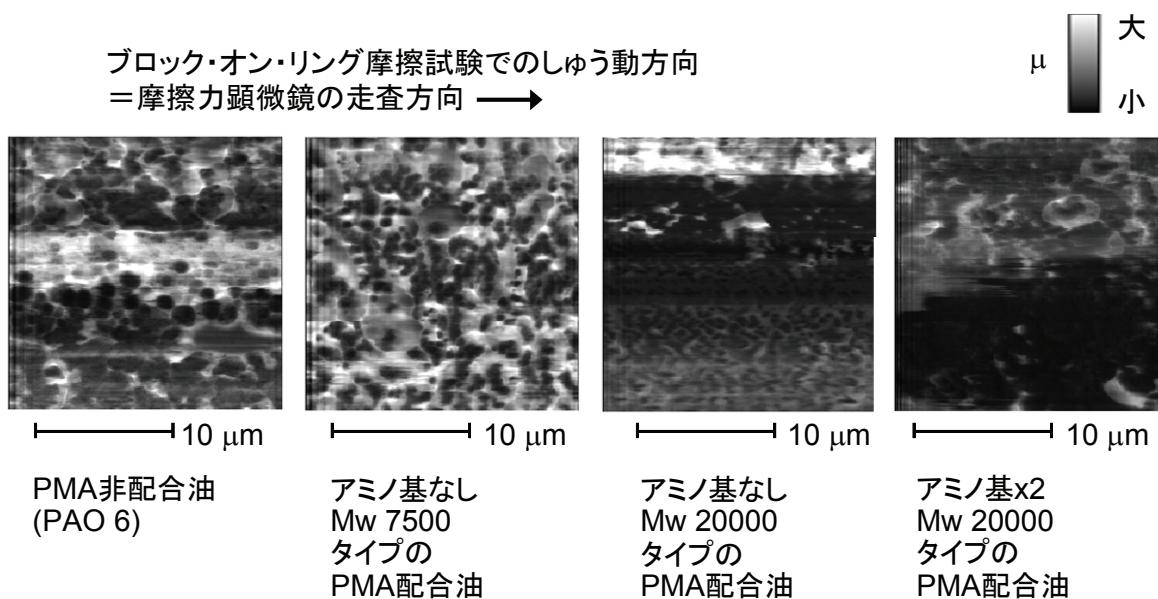 ブロック・オン・リング摩擦試験でのしゅう動方向
＝摩擦力顕微鏡の走査方向
μ
大
小
10 μm
10 μm
10 μm
10 μm
PMA非配合油
(PAO 6)
アミノ基なし
Mw 7500
タイプの
PMA配合油
アミノ基なし
Mw 20000
タイプの
PMA配合油
アミノ基x2
Mw 20000
タイプの
PMA配合油